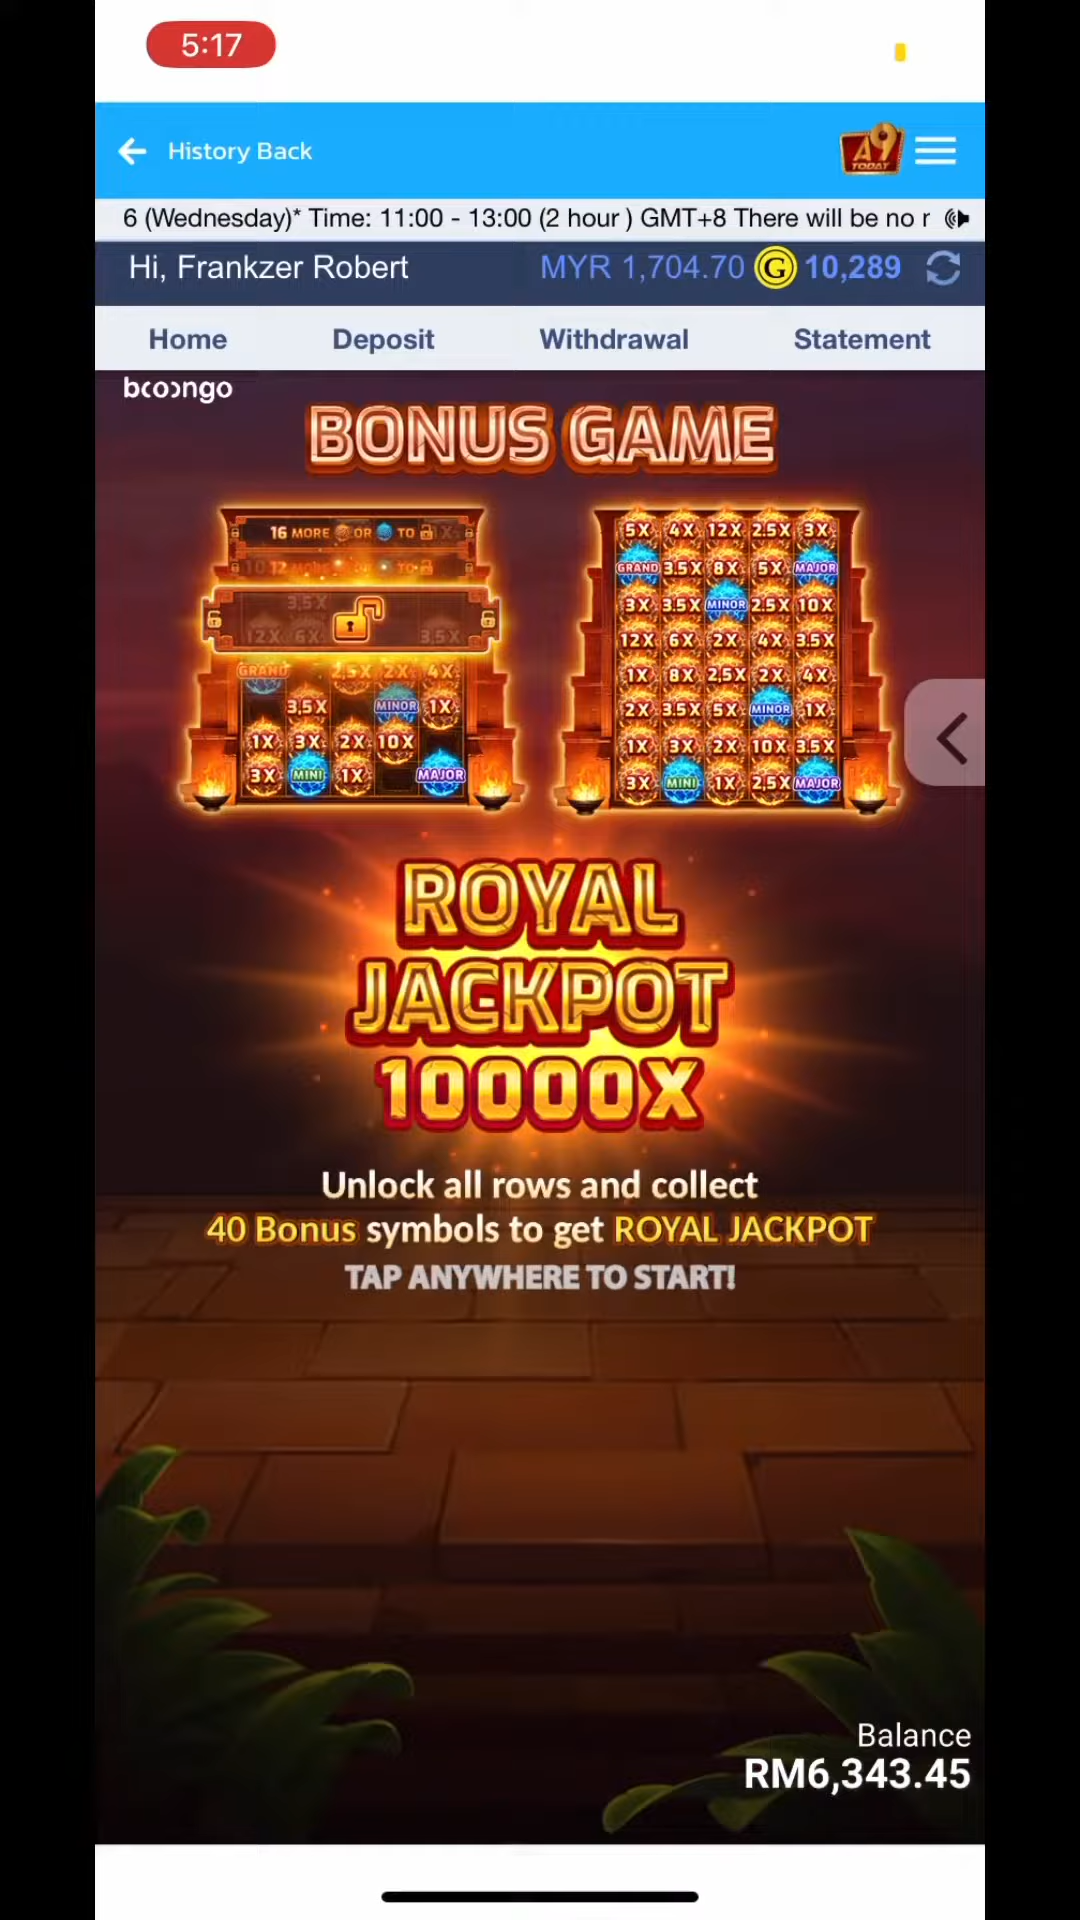 5:17
History Back
A9
TODAY
6 (Wednesday)* Time: 11:00 - 13:00 (2 hour ) GMT+8 There will be no r
Hi, Frankzer Robert
MYR 1,704.70 G 10,289
Home Deposit Withdrawal Statement
booongo
BONUS GAME
16 MORE OR TO
12 MORE TO
3,5X
12X 6X 3,5X
GRAND 2,5X 2X 4X
3,5X MINOR 1X
1X 3X 2X 10X
3X MINI 1X MAJOR
5X 4X 12X 2.5X 3X
GRAND 3.5X 8X 5X MAJOR
3X 3.5X MINOR 2.5X 10X
12X 6X 2X 4X 3.5X
1X 8X 2,5X 2X 4X
2X 3.5X 5X MINOR 1X
1X 3X 2X 10X 3.5X
3X MINI 1X 2,5X MAJOR
ROYAL
JACKPOT
10000X
Unlock all rows and collect
40 Bonus symbols to get ROYAL JACKPOT
TAP ANYWHERE TO START!
Balance
RM6,343.45